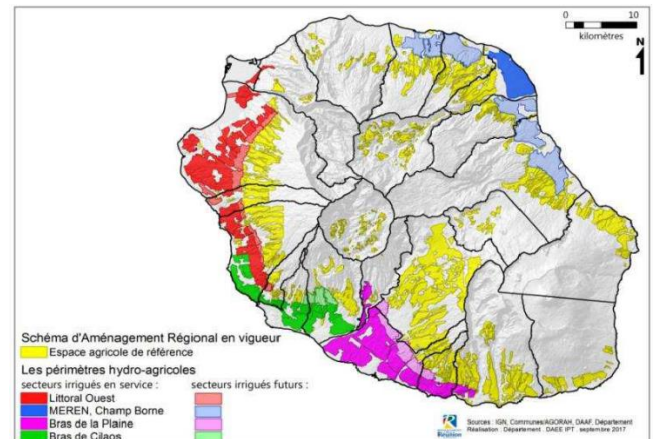 0 10
kilomètres
N
Schéma d'Aménagement Régional en vigueur
Espace agricole de référence
Les périmètres hydro-agricoles
secteurs irrigués en service : secteurs irrigués futurs :
Littoral Ouest
MEREN, Champ Borne
Bras de la Plaine
Bras de Cilaos
Sources : IGN, Communes/AGORAH, DAAF, Département
Réalisation : Département . DAEE IPT . septembre 2017